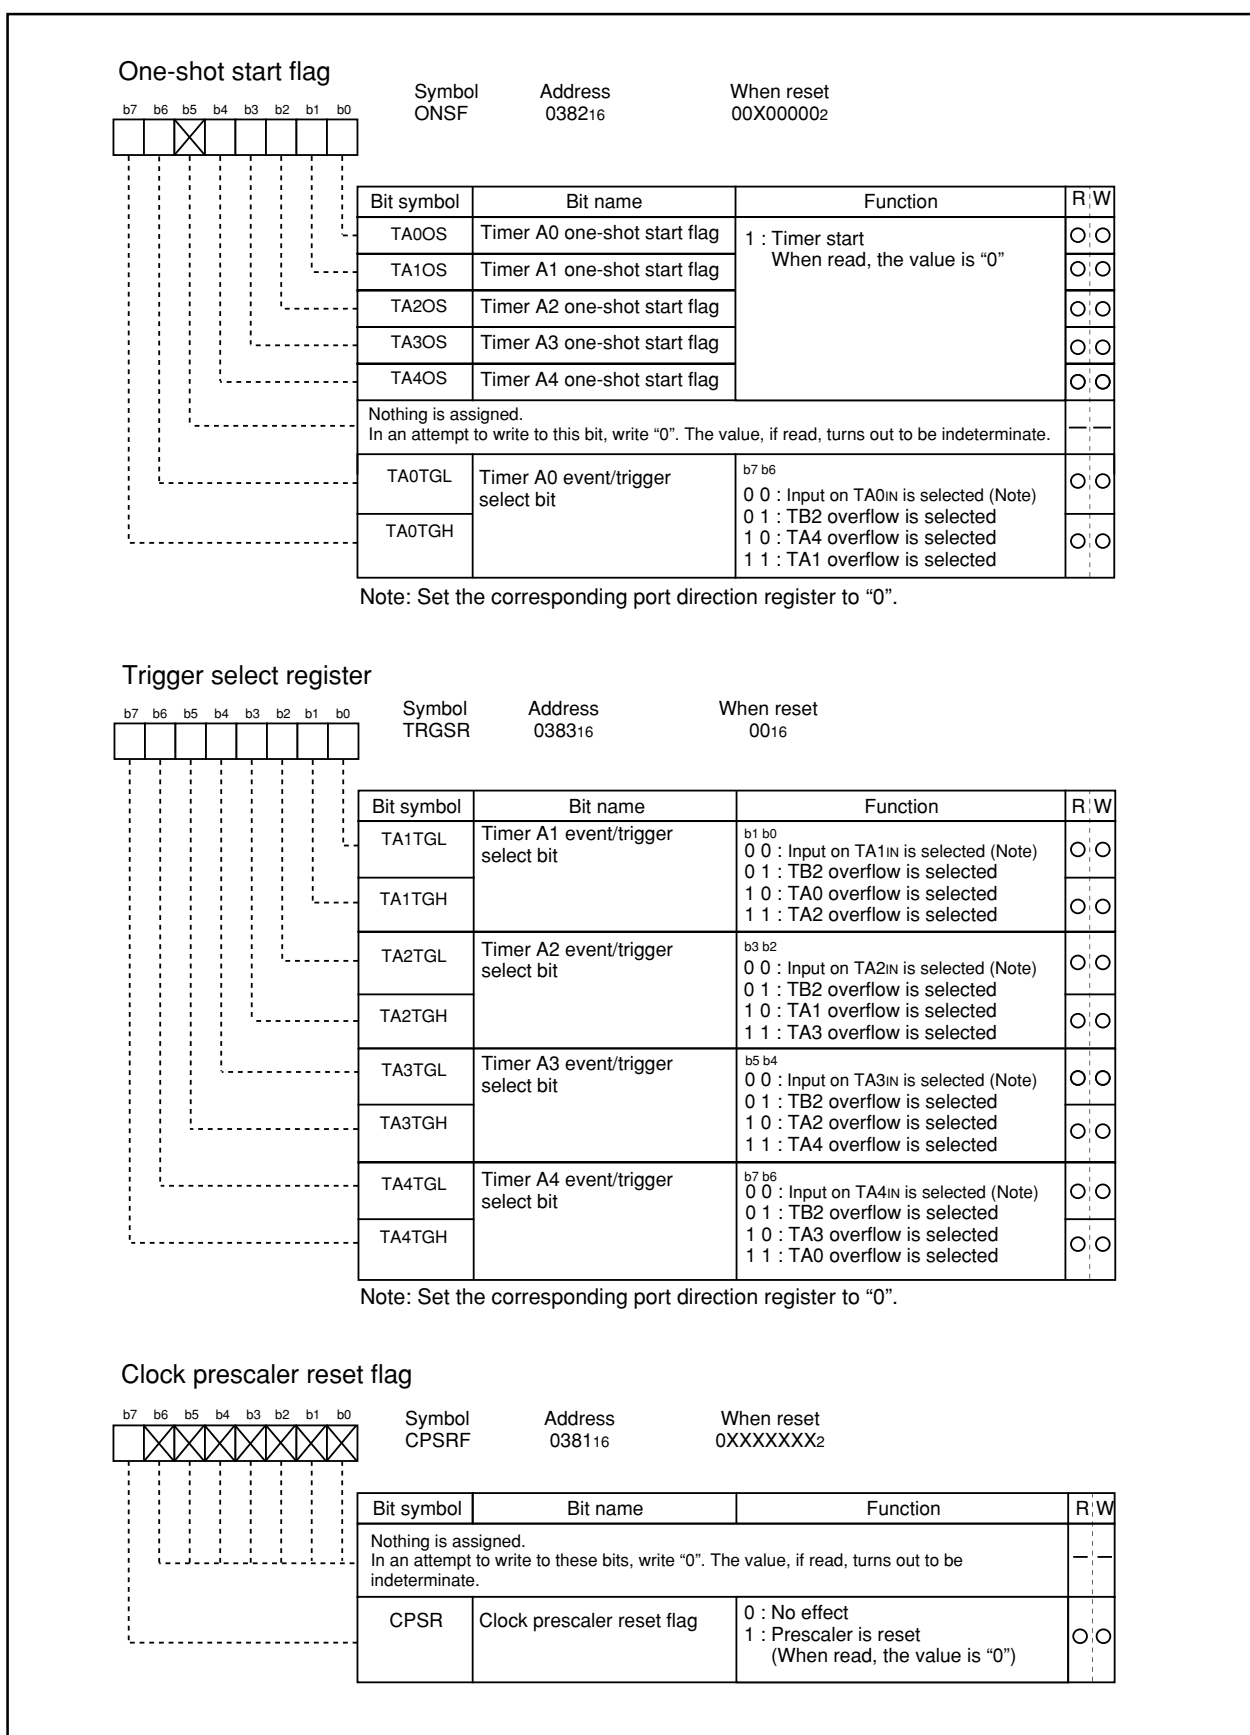 One-shot start flag
Symbol Address When reset
ONSF 038216 00X000002
b7 b6 b5 b4 b3 b2 b1 b0
Bit symbol Bit name Function R W
TA0OS Timer A0 one-shot start flag 1 : Timer start
When read, the value is “0”
TA1OS Timer A1 one-shot start flag
TA2OS Timer A2 one-shot start flag
TA3OS Timer A3 one-shot start flag
TA4OS Timer A4 one-shot start flag
Nothing is assigned.
In an attempt to write to this bit, write “0”. The value, if read, turns out to be indeterminate.
TA0TGL Timer A0 event/trigger b7 b6
select bit 0 0 : Input on TA0IN is selected (Note)
0 1 : TB2 overflow is selected
TA0TGH 1 0 : TA4 overflow is selected
1 1 : TA1 overflow is selected
Note: Set the corresponding port direction register to “0”.
Trigger select register
Symbol Address When reset
TRGSR 038316 0016
b7 b6 b5 b4 b3 b2 b1 b0
Bit symbol Bit name Function R W
TA1TGL Timer A1 event/trigger b1 b0
select bit 0 0 : Input on TA1IN is selected (Note)
0 1 : TB2 overflow is selected
TA1TGH 1 0 : TA0 overflow is selected
1 1 : TA2 overflow is selected
TA2TGL Timer A2 event/trigger b3 b2
select bit 0 0 : Input on TA2IN is selected (Note)
0 1 : TB2 overflow is selected
TA2TGH 1 0 : TA1 overflow is selected
1 1 : TA3 overflow is selected
TA3TGL Timer A3 event/trigger b5 b4
select bit 0 0 : Input on TA3IN is selected (Note)
0 1 : TB2 overflow is selected
TA3TGH 1 0 : TA2 overflow is selected
1 1 : TA4 overflow is selected
TA4TGL Timer A4 event/trigger b7 b6
select bit 0 0 : Input on TA4IN is selected (Note)
0 1 : TB2 overflow is selected
TA4TGH 1 0 : TA3 overflow is selected
1 1 : TA0 overflow is selected
Note: Set the corresponding port direction register to “0”.
Clock prescaler reset flag
b7 b6 b5 b4 b3 b2 b1 b0
Symbol Address When reset
CPSRF 038116 0XXXXXXX2
Bit symbol Bit name Function R W
Nothing is assigned.
In an attempt to write to these bits, write “0”. The value, if read, turns out to be
indeterminate.
CPSR Clock prescaler reset flag 0 : No effect
1 : Prescaler is reset
(When read, the value is “0”)